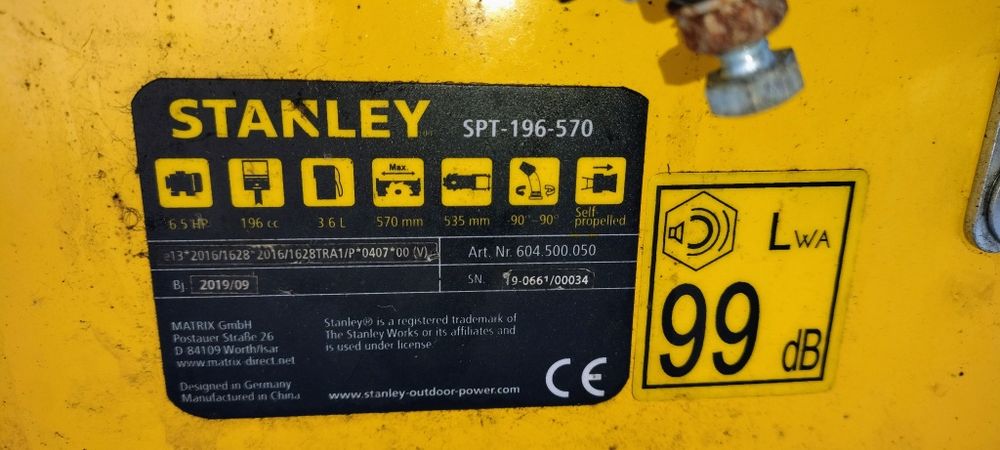 STANLEY
SPT-196-570
Max.
6.5 HP 196 cc 3.6 L 570 mm 535 mm -90°-90° Self-propelled
e13*2016/1628*2016/1628TRA1/P*0407*00 (V)
Art. Nr. 604.500.050
Bj. 2019/09
SN. 19-0661/00034
MATRIX GmbH
Postauer Straße 26
D 84109 Wörth/Isar
www.matrix-direct.net
Designed in Germany
Manufactured in China
Stanley® is a registered trademark of
The Stanley Works or its affiliates and
is used under license
www.stanley-outdoor-power.com
CE
LWA
99 dB